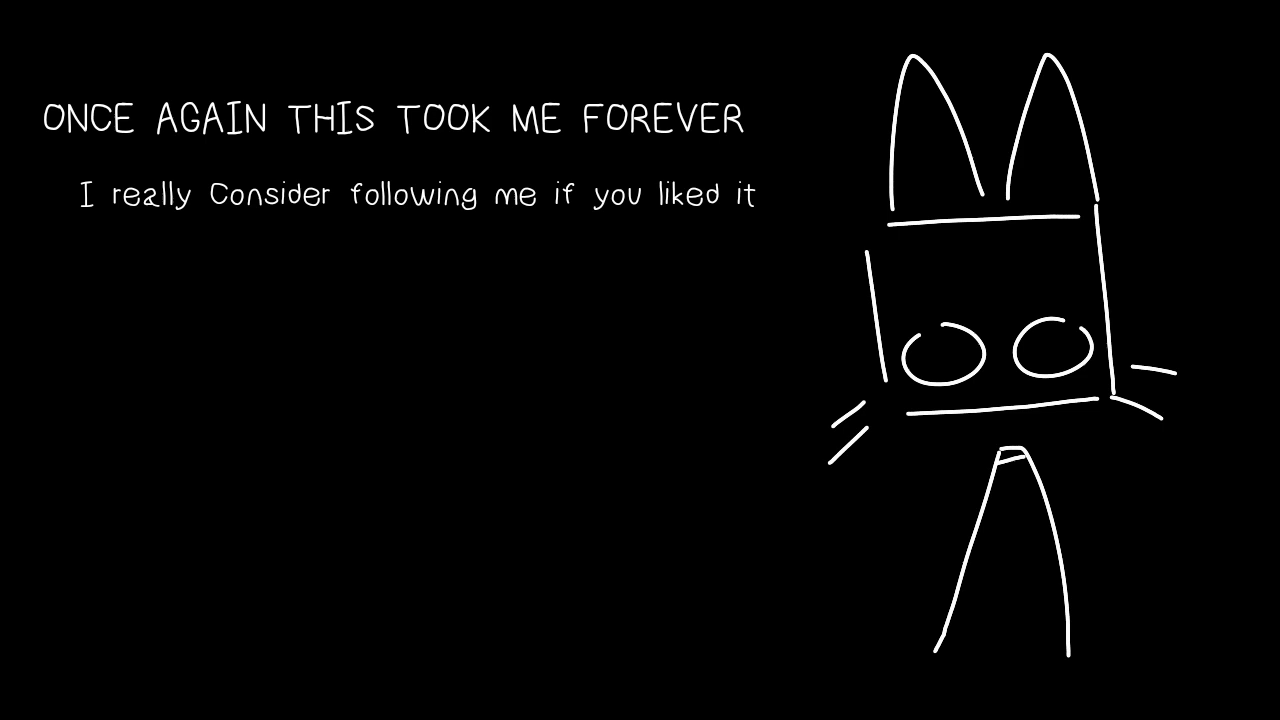 ONCE AGAIN THIS TOOK ME FOREVER
I really Consider following me if you liked it